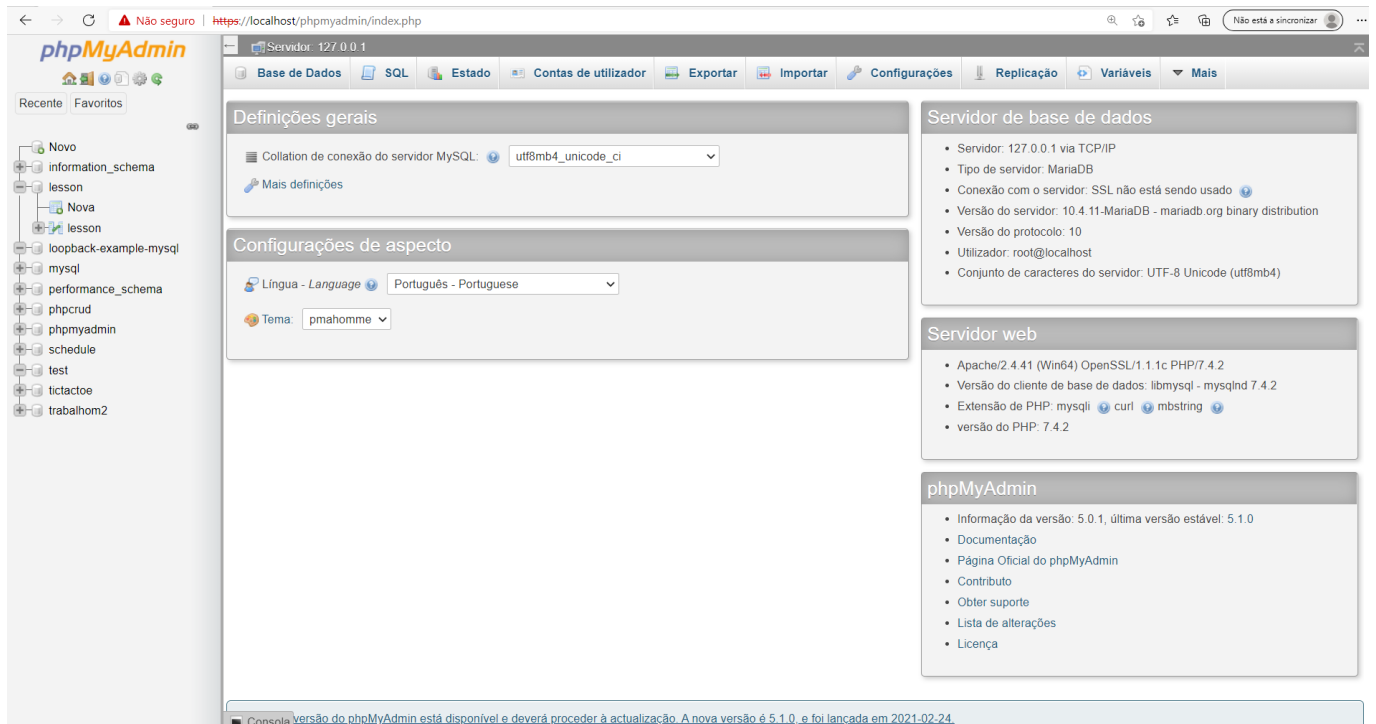 Não seguro
https://localhost/phpmyadmin/index.php
Não está a sincronizar
phpMyAdmin
Recente Favoritos
Novo
information_schema
lesson
Nova
lesson
loopback-example-mysql
mysql
performance_schema
phpcrud
phpmyadmin
schedule
test
tictactoe
trabalhom2
Servidor: 127.0.0.1
Base de Dados SQL Estado Contas de utilizador Exportar Importar Configurações Replicação Variáveis Mais
Definições gerais
Collation de conexão do servidor MySQL: utf8mb4_unicode_ci
Mais definições
Configurações de aspecto
Língua - Language Português - Portuguese
Tema: pmahomme
Servidor de base de dados
• Servidor: 127.0.0.1 via TCP/IP
• Tipo de servidor: MariaDB
• Conexão com o servidor: SSL não está sendo usado
• Versão do servidor: 10.4.11-MariaDB - mariadb.org binary distribution
• Versão do protocolo: 10
• Utilizador: root@localhost
• Conjunto de caracteres do servidor: UTF-8 Unicode (utf8mb4)
Servidor web
• Apache/2.4.41 (Win64) OpenSSL/1.1.1c PHP/7.4.2
• Versão do cliente de base de dados: libmysql - mysqlnd 7.4.2
• Extensão de PHP: mysqli curl mbstring
• versão do PHP: 7.4.2
phpMyAdmin
• Informação da versão: 5.0.1, última versão estável: 5.1.0
• Documentação
• Página Oficial do phpMyAdmin
• Contributo
• Obter suporte
• Lista de alterações
• Licença
Consola versão do phpMyAdmin está disponível e deverá proceder à actualização. A nova versão é 5.1.0, e foi lançada em 2021-02-24.